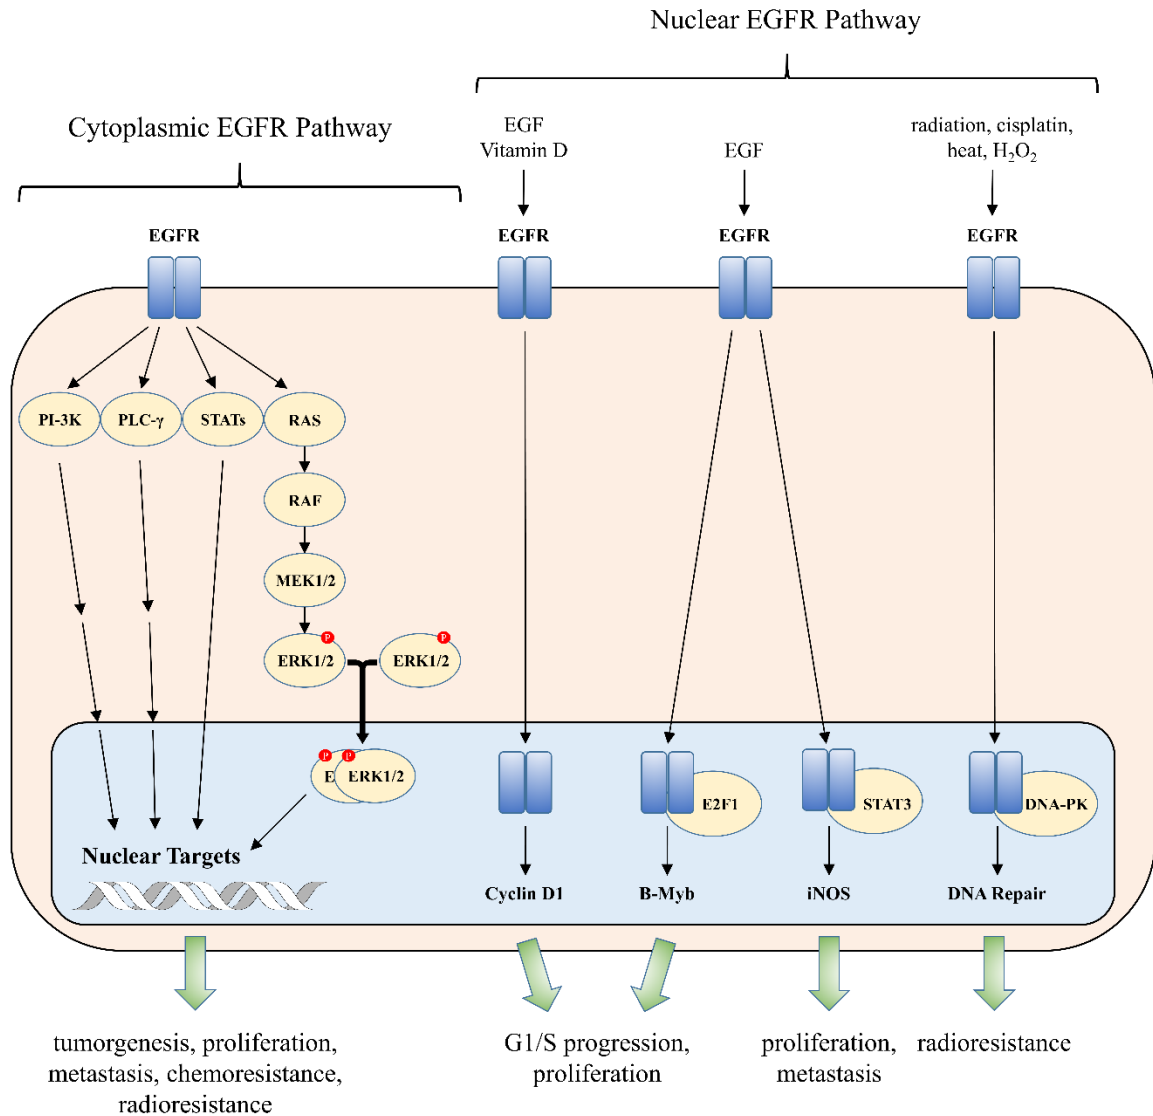 Nuclear EGFR Pathway
Cytoplasmic EGFR Pathway
EGF
Vitamin D
EGF
radiation, cisplatin,
heat, H₂O₂
EGFR
EGFR
EGFR
EGFR
PI-3K
PLC-γ
STATs
RAS
RAF
MEK1/2
P
ERK1/2
P
ERK1/2
P
P
E
ERK1/2
E2F1
STAT3
DNA-PK
Nuclear Targets
Cyclin D1
B-Myb
iNOS
DNA Repair
tumorgenesis, proliferation,
metastasis, chemoresistance,
radioresistance
G1/S progression,
proliferation
proliferation,
metastasis
radioresistance